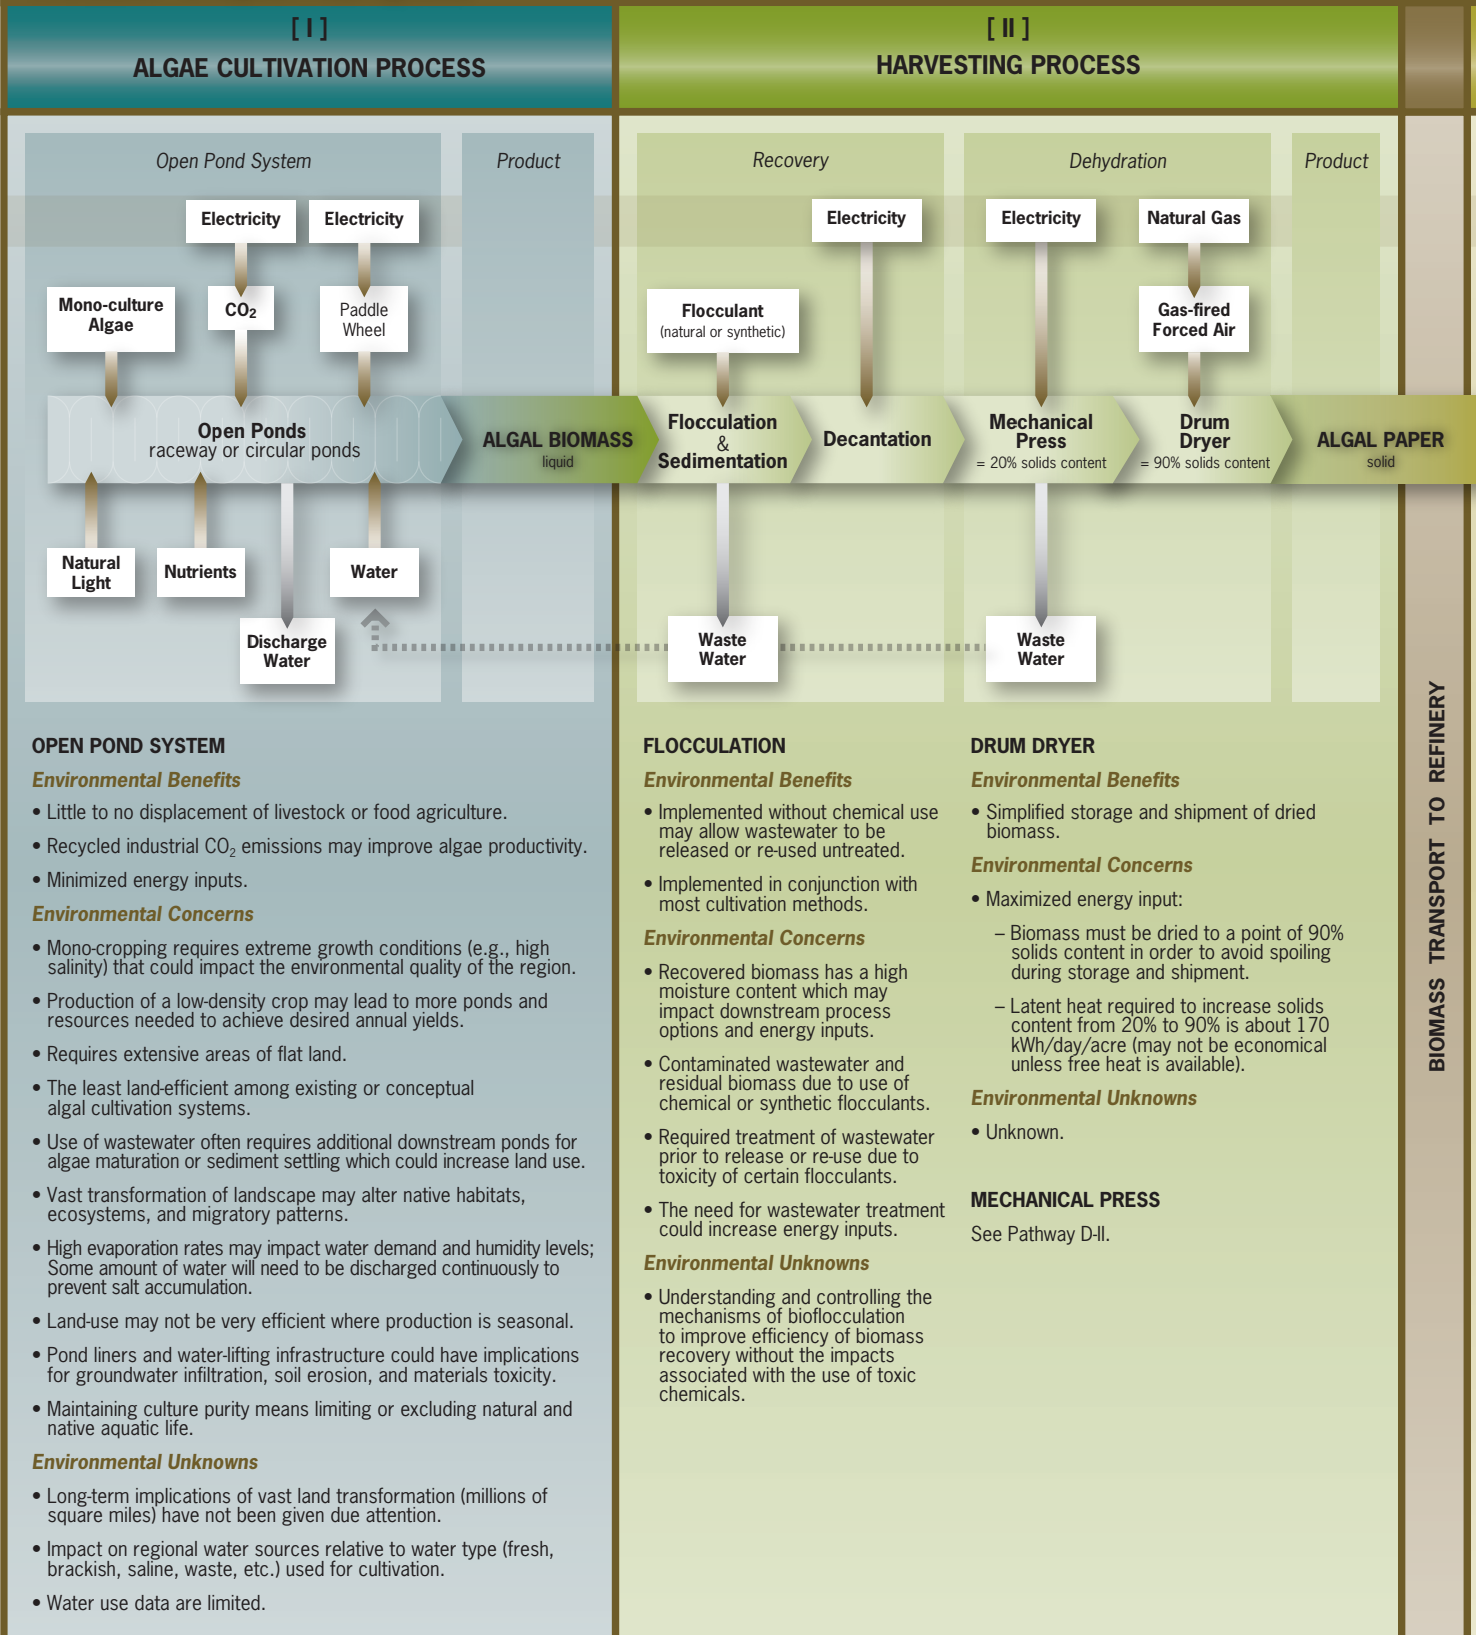 [ I ]
ALGAE CULTIVATION PROCESS
[ II ]
HARVESTING PROCESS
Open Pond System
Product
Recovery
Dehydration
Product
Electricity
Electricity
Electricity
Electricity
Natural Gas
Mono-culture
Algae
CO₂
Paddle
Wheel
Flocculant
(natural or synthetic)
Gas-fired
Forced Air
Open Ponds
raceway or circular ponds
ALGAL BIOMASS
liquid
Flocculation
&
Sedimentation
Decantation
Mechanical
Press
= 20% solids content
Drum
Dryer
= 90% solids content
ALGAL PAPER
solid
Natural
Light
Nutrients
Water
Discharge
Water
Waste
Water
Waste
Water
OPEN POND SYSTEM
Environmental Benefits
• Little to no displacement of livestock or food agriculture.
• Recycled industrial CO₂ emissions may improve algae productivity.
• Minimized energy inputs.
Environmental Concerns
• Mono-cropping requires extreme growth conditions (e.g., high
salinity) that could impact the environmental quality of the region.
• Production of a low-density crop may lead to more ponds and
resources needed to achieve desired annual yields.
• Requires extensive areas of flat land.
• The least land-efficient among existing or conceptual
algal cultivation systems.
• Use of wastewater often requires additional downstream ponds for
algae maturation or sediment settling which could increase land use.
• Vast transformation of landscape may alter native habitats,
ecosystems, and migratory patterns.
• High evaporation rates may impact water demand and humidity levels;
Some amount of water will need to be discharged continuously to
prevent salt accumulation.
• Land-use may not be very efficient where production is seasonal.
• Pond liners and water-lifting infrastructure could have implications
for groundwater infiltration, soil erosion, and materials toxicity.
• Maintaining culture purity means limiting or excluding natural and
native aquatic life.
Environmental Unknowns
• Long-term implications of vast land transformation (millions of
square miles) have not been given due attention.
• Impact on regional water sources relative to water type (fresh,
brackish, saline, waste, etc.) used for cultivation.
• Water use data are limited.
FLOCCULATION
Environmental Benefits
• Implemented without chemical use
may allow wastewater to be
released or re-used untreated.
• Implemented in conjunction with
most cultivation methods.
Environmental Concerns
• Recovered biomass has a high
moisture content which may
impact downstream process
options and energy inputs.
• Contaminated wastewater and
residual biomass due to use of
chemical or synthetic flocculants.
• Required treatment of wastewater
prior to release or re-use due to
toxicity of certain flocculants.
• The need for wastewater treatment
could increase energy inputs.
Environmental Unknowns
• Understanding and controlling the
mechanisms of bioflocculation
to improve efficiency of biomass
recovery without the impacts
associated with the use of toxic
chemicals.
DRUM DRYER
Environmental Benefits
• Simplified storage and shipment of dried
biomass.
Environmental Concerns
• Maximized energy input:
– Biomass must be dried to a point of 90%
solids content in order to avoid spoiling
during storage and shipment.
– Latent heat required to increase solids
content from 20% to 90% is about 170
kWh/day/acre (may not be economical
unless free heat is available).
Environmental Unknowns
• Unknown.
MECHANICAL PRESS
See Pathway D-II.
BIOMASS TRANSPORT TO REFINERY